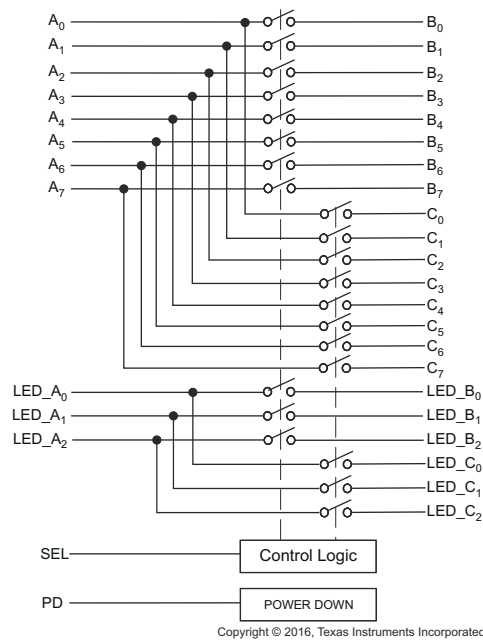 A0 B0
A1 B1
A2 B2
A3 B3
A4 B4
A5 B5
A6 B6
A7 B7
C0
C1
C2
C3
C4
C5
C6
C7
LED_A0 LED_B0
LED_A1 LED_B1
LED_A2 LED_B2
LED_C0
LED_C1
LED_C2
SEL Control Logic
PD POWER DOWN
Copyright © 2016, Texas Instruments Incorporated